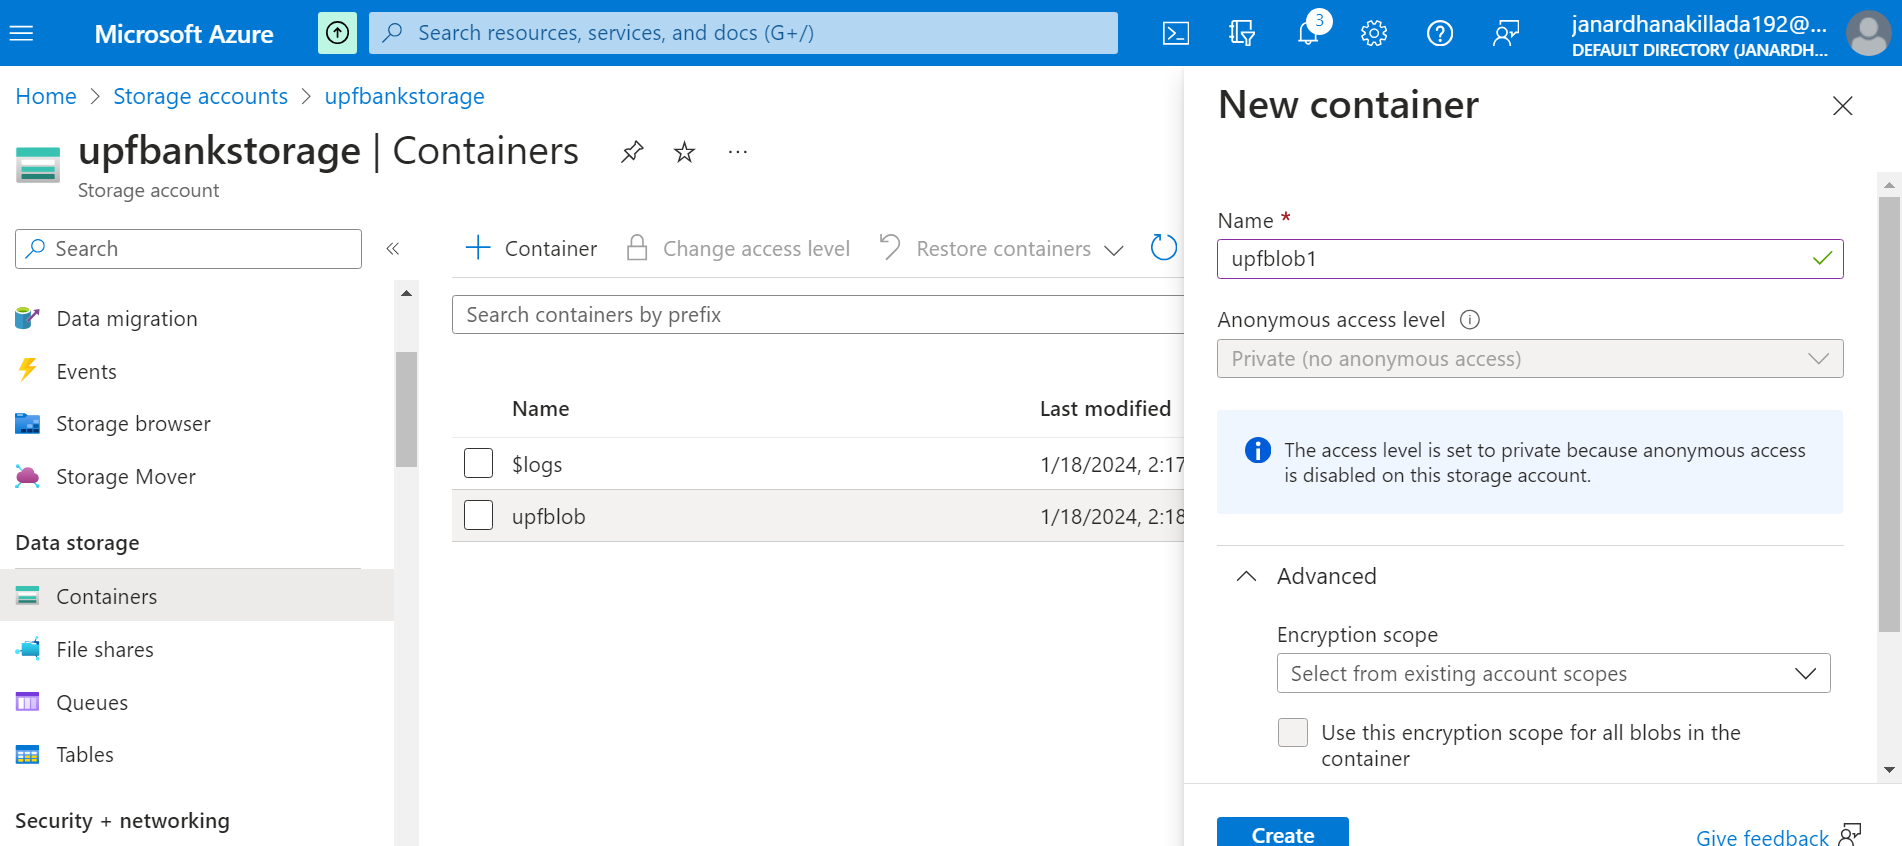 Microsoft Azure
Search resources, services, and docs (G+/)
3
janardhanakillada192@...
DEFAULT DIRECTORY (JANARDH...
Home > Storage accounts > upfbankstorage
upfbankstorage | Containers
...
Storage account
Search
«
Data migration
Events
Storage browser
Storage Mover
Data storage
Containers
File shares
Queues
Tables
Security + networking
+ Container
Change access level
Restore containers
Search containers by prefix
Name Last modified
$logs 1/18/2024, 2:17
upfblob 1/18/2024, 2:18
New container
Name *
upfblob1
Anonymous access level
Private (no anonymous access)
The access level is set to private because anonymous access
is disabled on this storage account.
Advanced
Encryption scope
Select from existing account scopes
Use this encryption scope for all blobs in the
container
Create
Give feedback